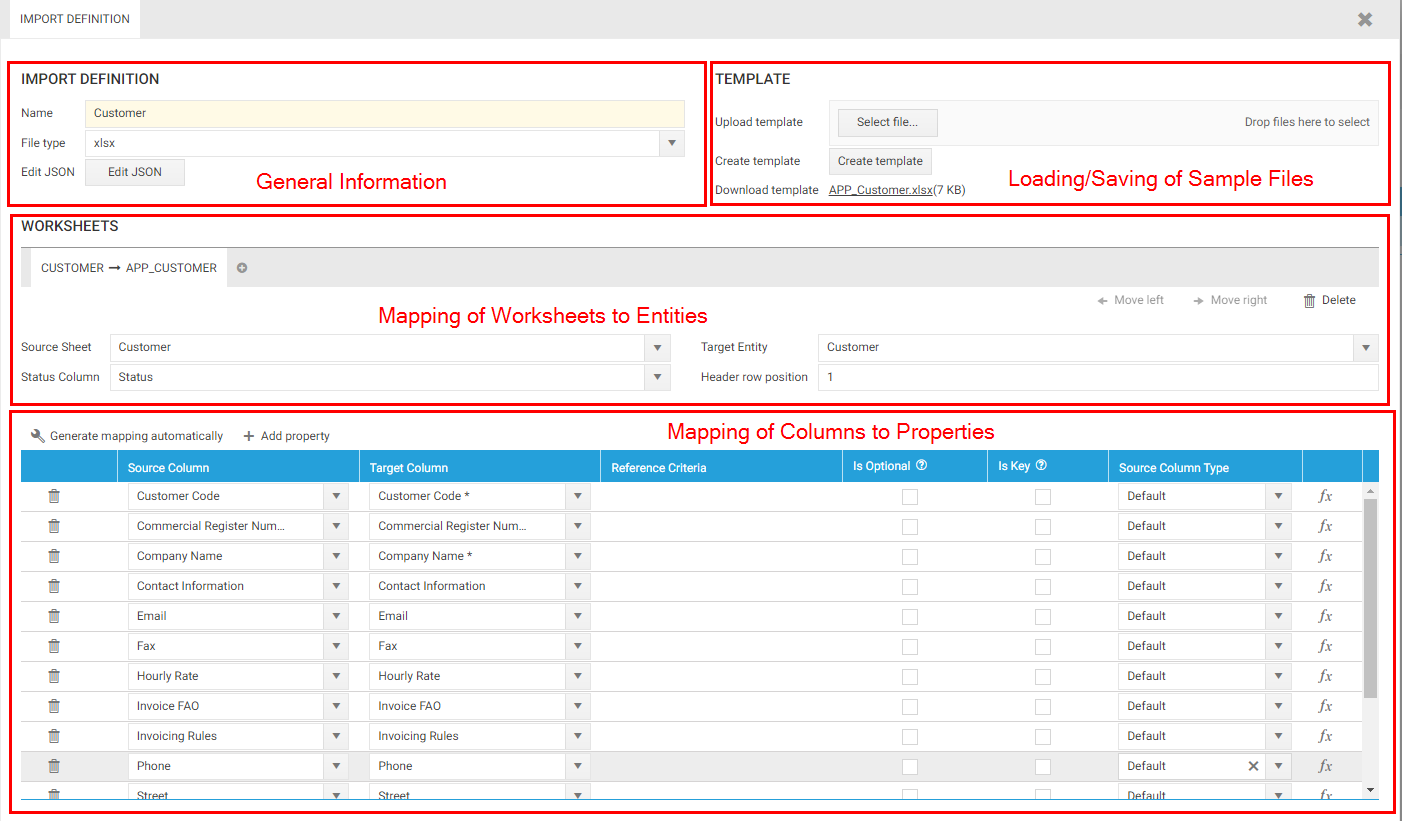 IMPORT DEFINITION
IMPORT DEFINITION
Name Customer
File type xlsx
Edit JSON Edit JSON
General Information
TEMPLATE
Upload template Select file... Drop files here to select
Create template Create template
Download template APP_Customer.xlsx(7 KB)
Loading/Saving of Sample Files
WORKSHEETS
CUSTOMER ➞ APP_CUSTOMER
Move left Move right Delete
Mapping of Worksheets to Entities
Source Sheet Customer Target Entity Customer
Status Column Status Header row position 1
Generate mapping automatically + Add property
Mapping of Columns to Properties
Source Column Target Column Reference Criteria Is Optional Is Key Source Column Type
Customer Code Customer Code * Default fx
Commercial Register Num... Commercial Register Num... Default fx
Company Name Company Name * Default fx
Contact Information Contact Information Default fx
Email Email Default fx
Fax Fax Default fx
Hourly Rate Hourly Rate Default fx
Invoice FAO Invoice FAO Default fx
Invoicing Rules Invoicing Rules Default fx
Phone Phone Default fx
Street Street Default fx